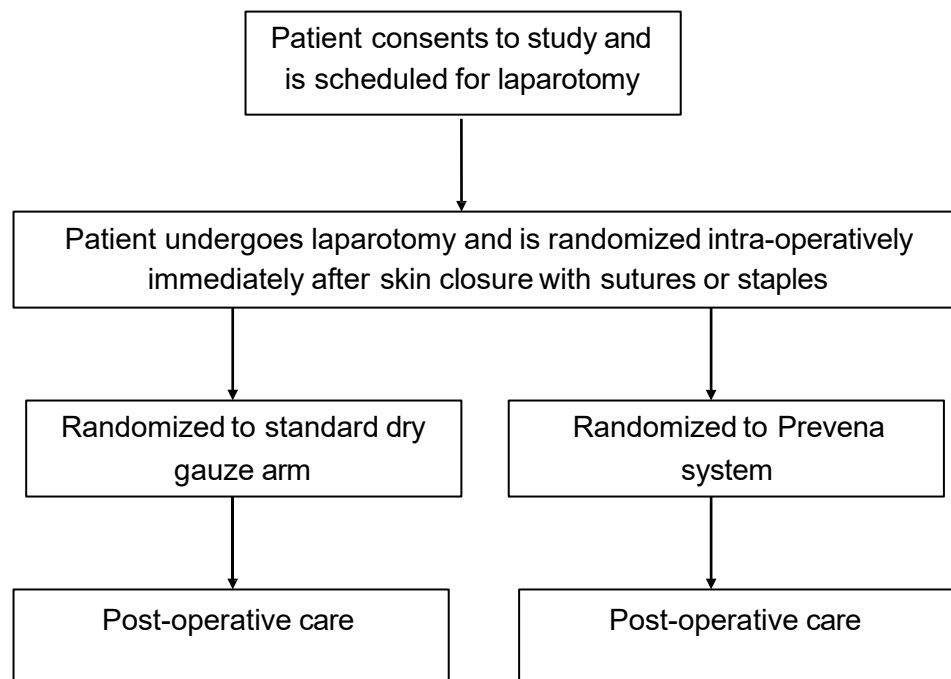 Patient consents to study and
is scheduled for laparotomy
Patient undergoes laparotomy and is randomized intra-operatively
immediately after skin closure with sutures or staples
Randomized to standard dry
gauze arm
Randomized to Prevena
system
Post-operative care
Post-operative care